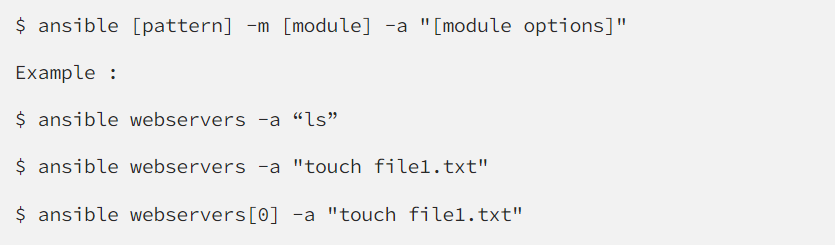 $ ansible [pattern] -m [module] -a "[module options]"
Example :
$ ansible webservers -a “ls”
$ ansible webservers -a "touch file1.txt"
$ ansible webservers[0] -a "touch file1.txt"